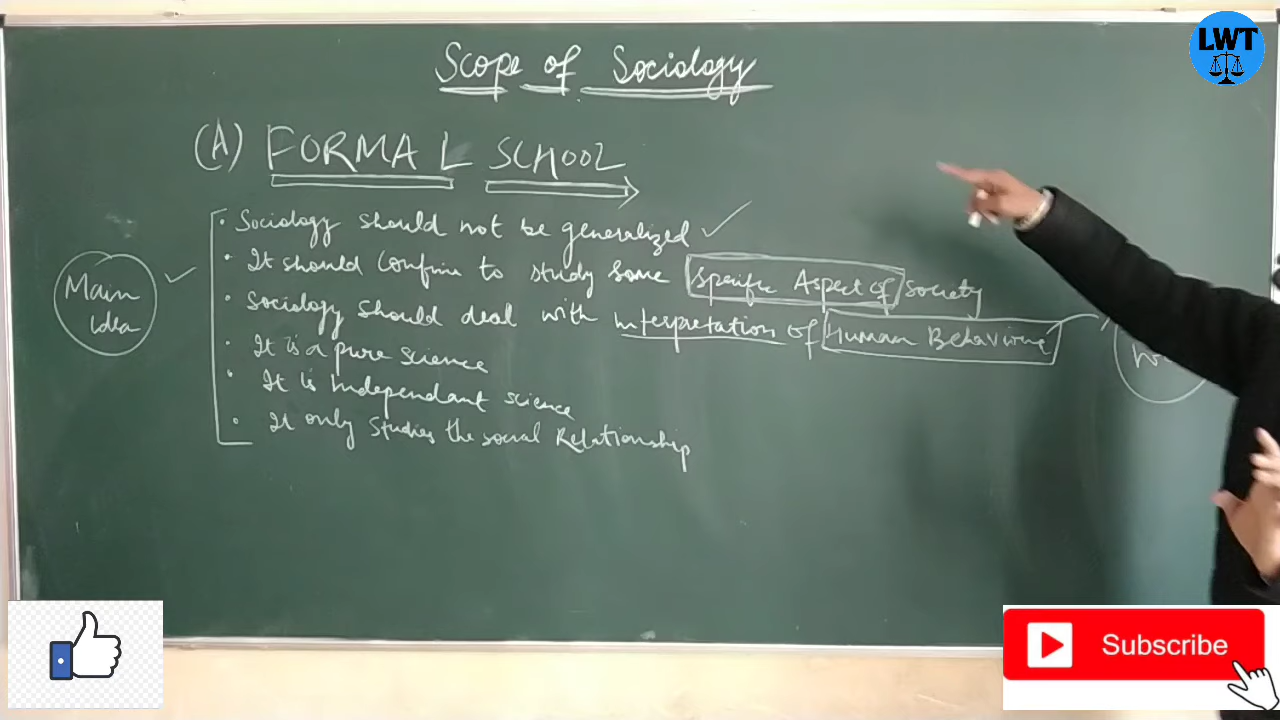 LWT
Scope of Sociology
(A) FORMAL SCHOOL
• Sociology should not be generalized ✓
• It should confine to study some specific Aspect of society
Main idea ✓
• Sociology should deal with interpretation of Human Behaviour
• It is a pure science
• It is Independant science
• It only Studies the social Relationship
Subscribe